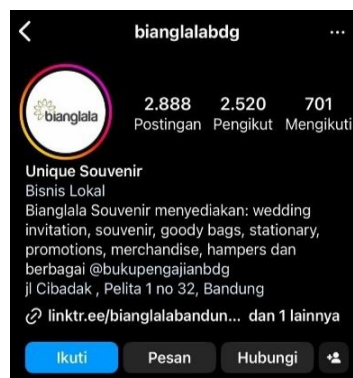 bianglalabdg
bianglala
2.888 2.520 701
Postingan Pengikut Mengikuti
Unique Souvenir
Bisnis Lokal
Bianglala Souvenir menyediakan: wedding
invitation, souvenir, goody bags, stationary,
promotions, merchandise, hampers dan
berbagai @bukupengajianbdg
jl Cibadak , Pelita 1 no 32, Bandung
linktr.ee/bianglalabandun... dan 1 lainnya
Ikuti Pesan Hubungi